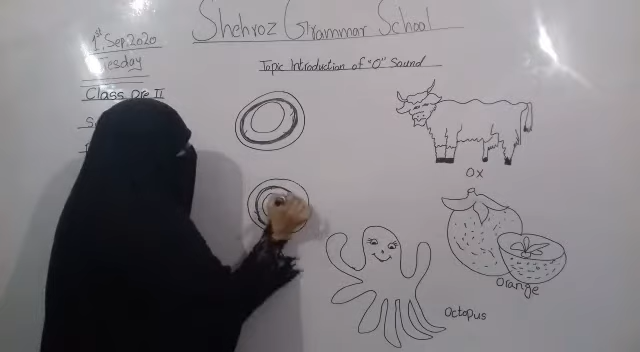 Shehroz Grammar School
1st Sep, 2020
Tuesday
Topic Introduction of "O" Sound
Class Pre II
Ox
Orange
Octopus